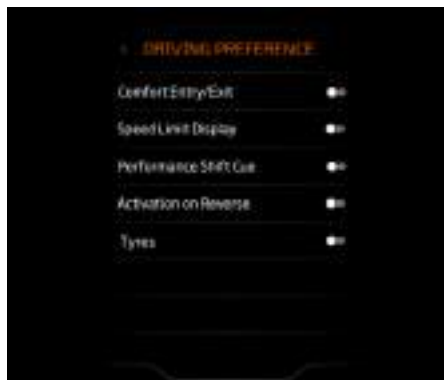 DRIVING PREFERENCE
Comfort Entry/Exit
Speed Limit Display
Performance Shift Cue
Activation on Reverse
Tyres